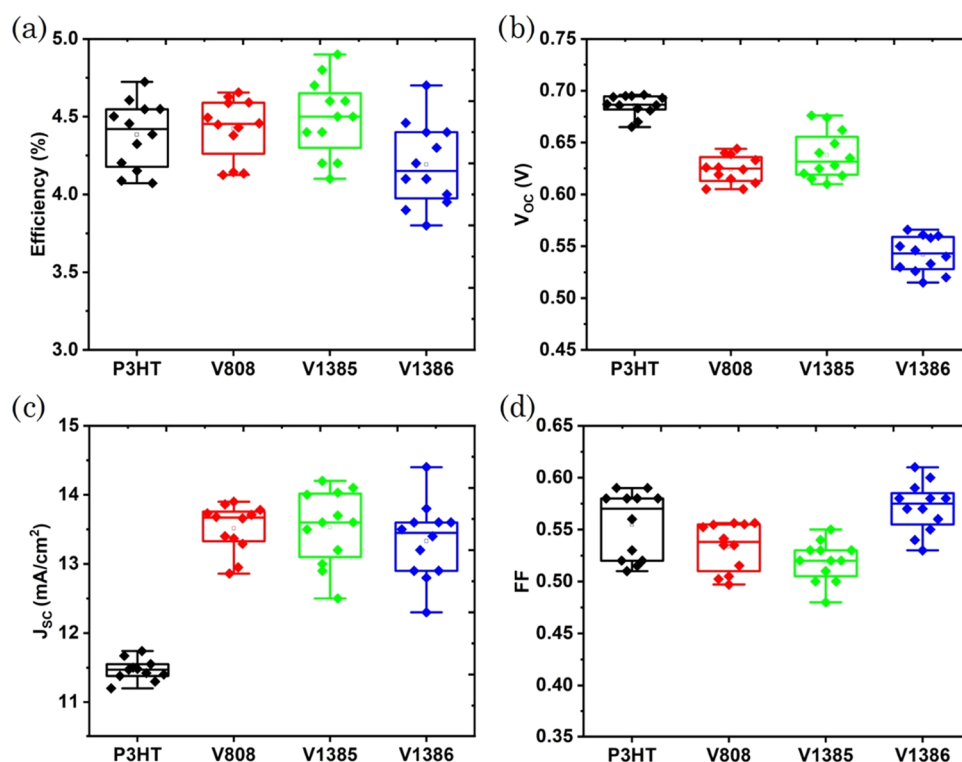 (a)
5.0
4.5
4.0
3.5
3.0
Efficiency (%)
P3HT V808 V1385 V1386
(b)
0.75
0.70
0.65
0.60
0.55
0.50
0.45
V_OC (V)
P3HT V808 V1385 V1386
(c)
15
14
13
12
11
J_SC (mA/cm²)
P3HT V808 V1385 V1386
(d)
0.65
0.60
0.55
0.50
0.45
0.40
0.35
FF
P3HT V808 V1385 V1386